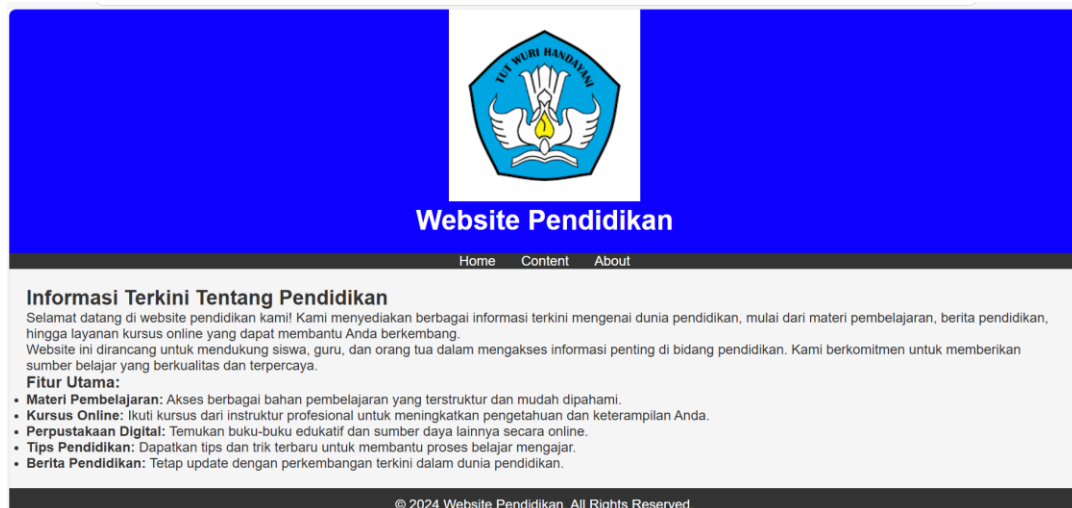 TUT WURI HANDAYANI
Website Pendidikan
Home Content About
Informasi Terkini Tentang Pendidikan
Selamat datang di website pendidikan kami! Kami menyediakan berbagai informasi terkini mengenai dunia pendidikan, mulai dari materi pembelajaran, berita pendidikan,
hingga layanan kursus online yang dapat membantu Anda berkembang.
Website ini dirancang untuk mendukung siswa, guru, dan orang tua dalam mengakses informasi penting di bidang pendidikan. Kami berkomitmen untuk memberikan
sumber belajar yang berkualitas dan terpercaya.
Fitur Utama:
• Materi Pembelajaran: Akses berbagai bahan pembelajaran yang terstruktur dan mudah dipahami.
• Kursus Online: Ikuti kursus dari instruktur profesional untuk meningkatkan pengetahuan dan keterampilan Anda.
• Perpustakaan Digital: Temukan buku-buku edukatif dan sumber daya lainnya secara online.
• Tips Pendidikan: Dapatkan tips dan trik terbaru untuk membantu proses belajar mengajar.
• Berita Pendidikan: Tetap update dengan perkembangan terkini dalam dunia pendidikan.
© 2024 Website Pendidikan. All Rights Reserved